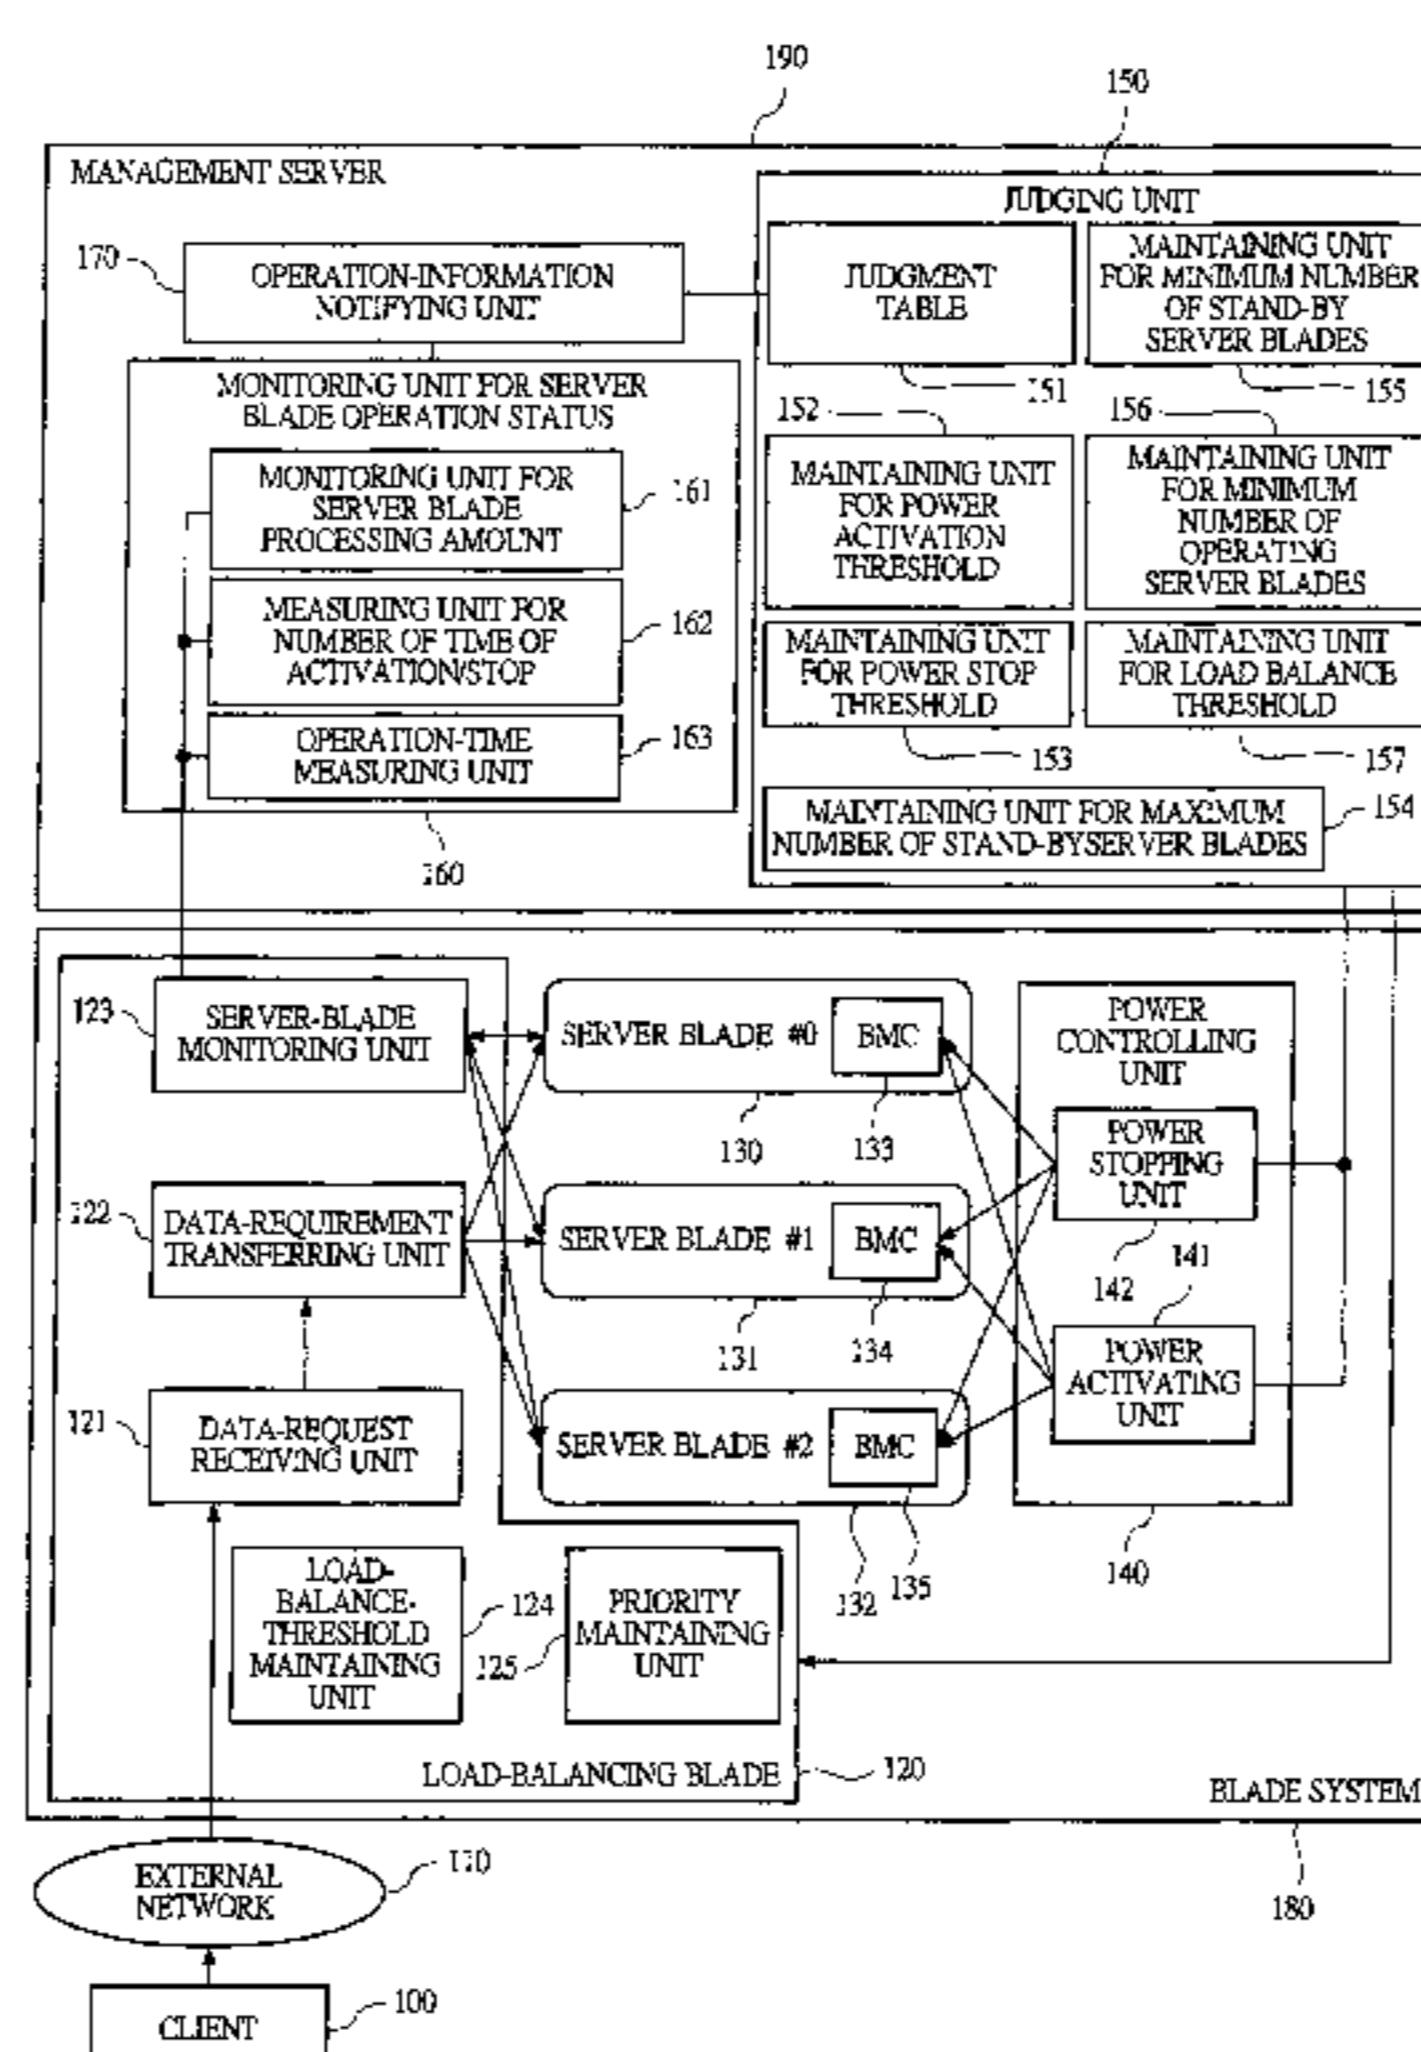 190
150
MANAGEMENT SERVER
JUDGING UNIT
170
OPERATION-INFORMATION
NOTIFYING UNIT
JUDGMENT
TABLE
151
MAINTAINING UNIT
FOR MINIMUM NUMBER
OF STAND-BY
SERVER BLADES
155
MONITORING UNIT FOR SERVER
BLADE OPERATION STATUS
MONITORING UNIT FOR
SERVER BLADE
PROCESSING AMOUNT
161
MEASURING UNIT FOR
NUMBER OF TIME OF
ACTIVATION/STOP
162
OPERATION-TIME
MEASURING UNIT
163
160
152
MAINTAINING UNIT
FOR POWER
ACTIVATION
THRESHOLD
156
MAINTAINING UNIT
FOR MINIMUM
NUMBER OF
OPERATING
SERVER BLADES
MAINTAINING UNIT
FOR POWER STOP
THRESHOLD
153
MAINTAINING UNIT
FOR LOAD BALANCE
THRESHOLD
157
MAINTAINING UNIT FOR MAXIMUM
NUMBER OF STAND-BYSERVER BLADES
154
123
SERVER-BLADE
MONITORING UNIT
SERVER BLADE #0
BMC
130
133
POWER
CONTROLLING
UNIT
POWER
STOPPING
UNIT
142
141
122
DATA-REQUIREMENT
TRANSFERRING UNIT
SERVER BLADE #1
BMC
131
134
POWER
ACTIVATING
UNIT
121
DATA-REQUEST
RECEIVING UNIT
SERVER BLADE #2
BMC
132
135
140
LOAD-
BALANCE-
THRESHOLD
MAINTAINING
UNIT
124
125
PRIORITY
MAINTAINING
UNIT
LOAD-BALANCING BLADE
120
BLADE SYSTEM
180
EXTERNAL
NETWORK
110
CLIENT
100